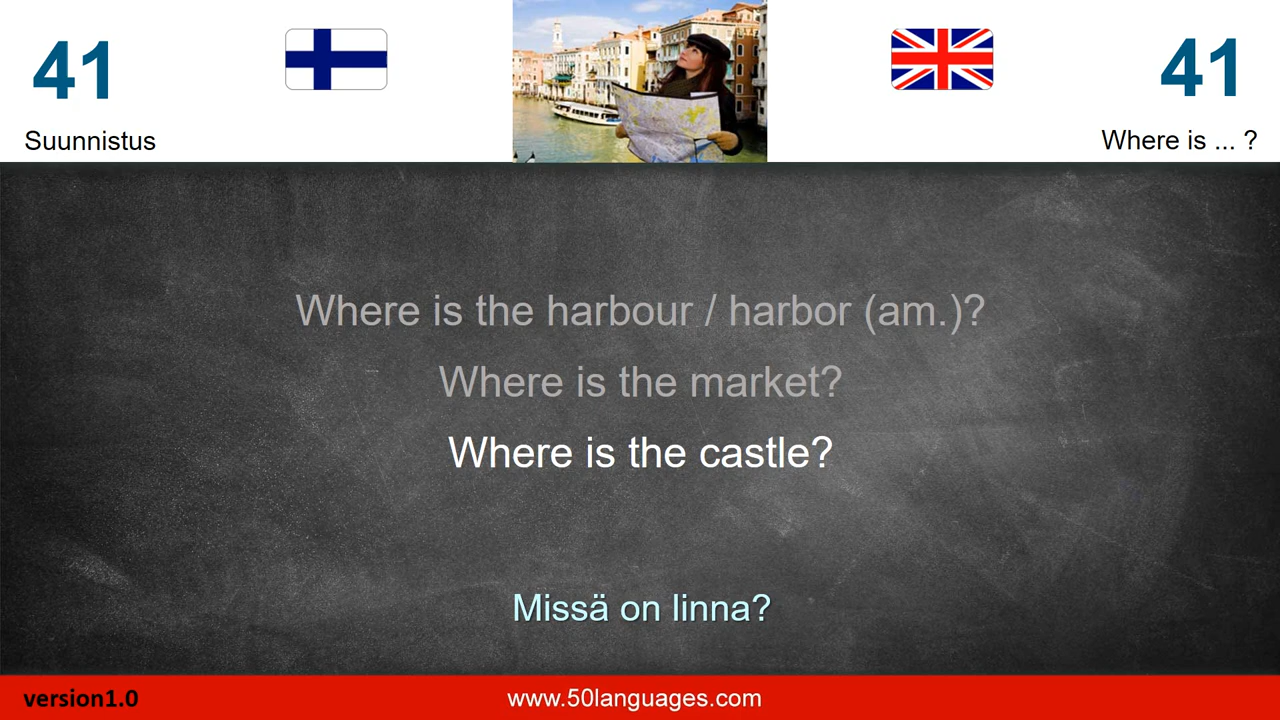 41
41
Suunnistus
Where is ... ?
Where is the harbour / harbor (am.)?
Where is the market?
Where is the castle?
Missä on linna?
version1.0
www.50languages.com